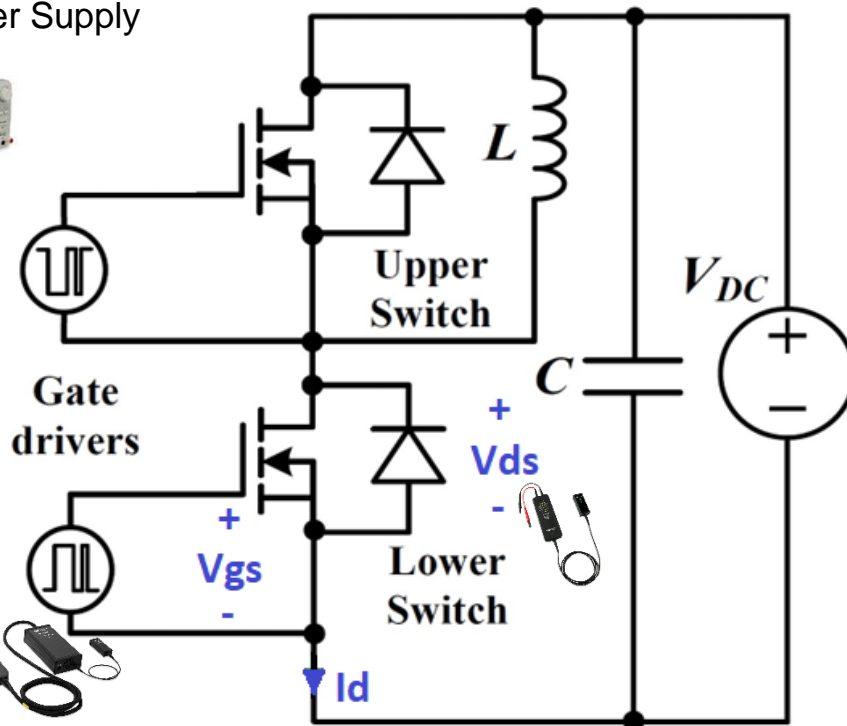 er Supply
L
Upper
Switch
V_DC
+
−
C
Gate
drivers
+
Vds
-
+
Vgs
-
Lower
Switch
Id